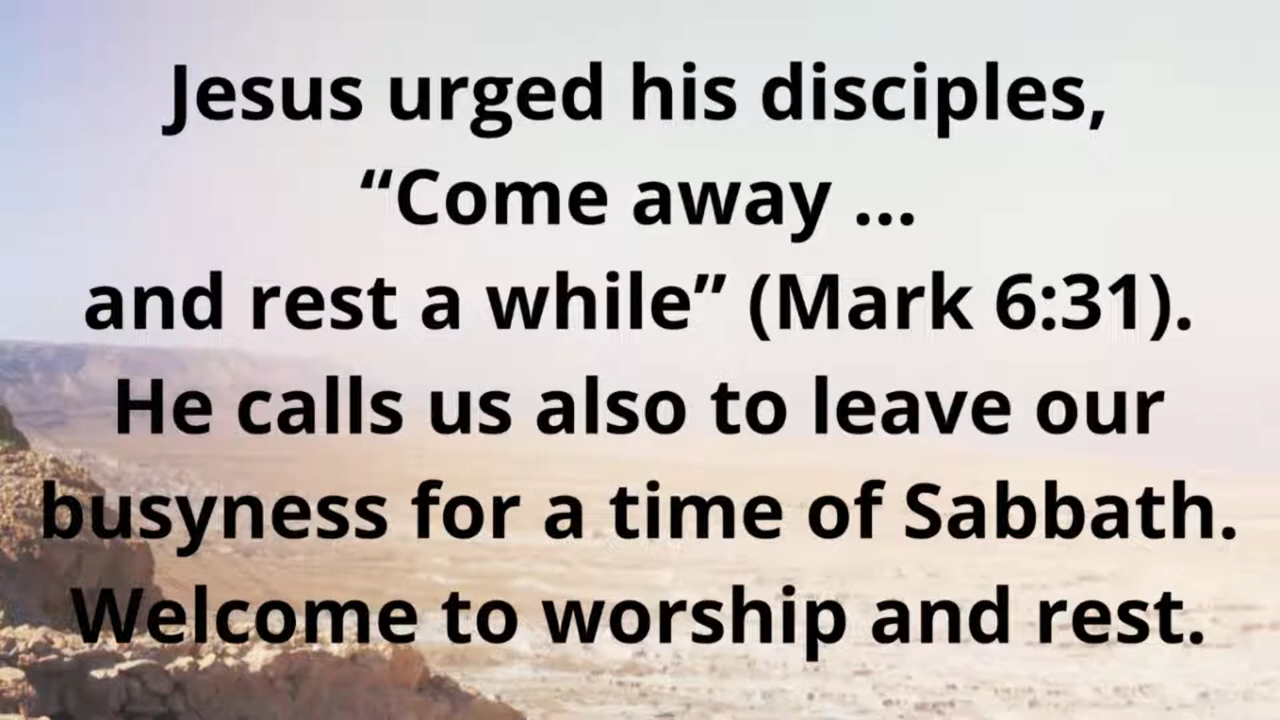 Jesus urged his disciples,
“Come away ...
and rest a while” (Mark 6:31).
He calls us also to leave our
busyness for a time of Sabbath.
Welcome to worship and rest.